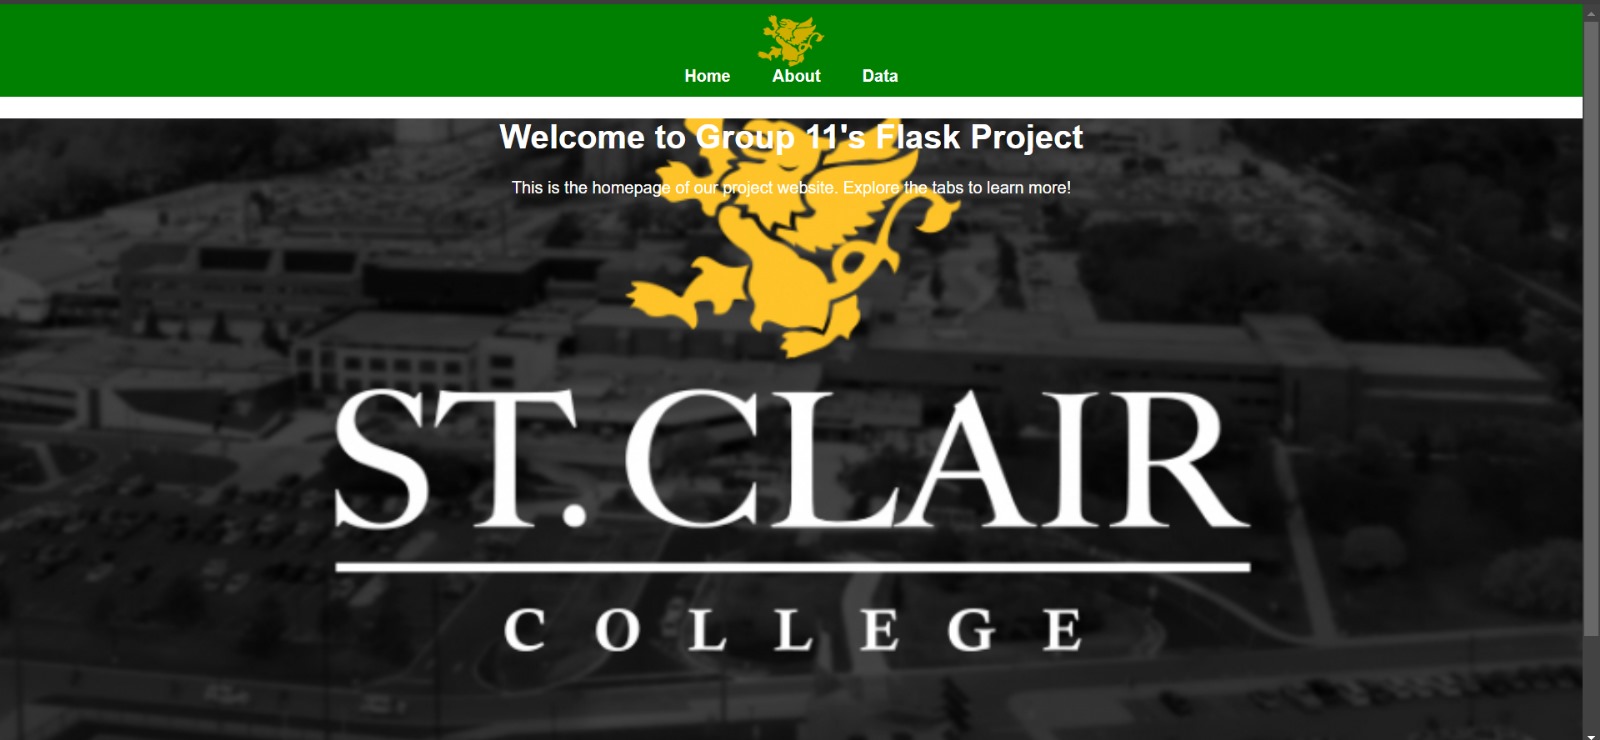 Home About Data
Welcome to Group 11's Flask Project
This is the homepage of our project website. Explore the tabs to learn more!
ST. CLAIR
COLLEGE